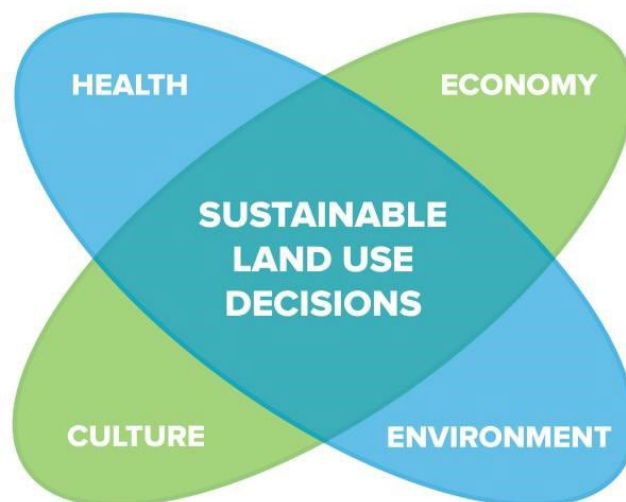 HEALTH
ECONOMY
SUSTAINABLE
LAND USE
DECISIONS
CULTURE
ENVIRONMENT